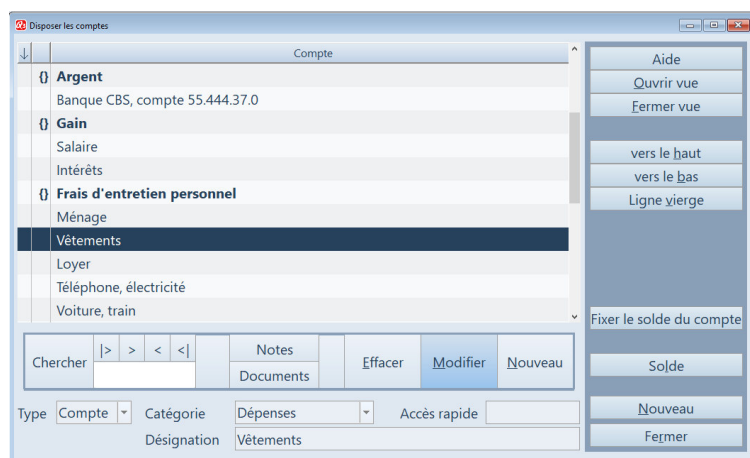 Disposer les comptes
Compte
{} Argent
Banque CBS, compte 55.444.37.0
{} Gain
Salaire
Intérêts
{} Frais d'entretien personnel
Ménage
Vêtements
Loyer
Téléphone, électricité
Voiture, train
Chercher |> > < <| Notes Effacer Modifier Nouveau
Documents
Type Compte Catégorie Dépenses Accès rapide
Désignation Vêtements
Aide
Ouvrir vue
Fermer vue
vers le haut
vers le bas
Ligne vierge
Fixer le solde du compte
Solde
Nouveau
Fermer